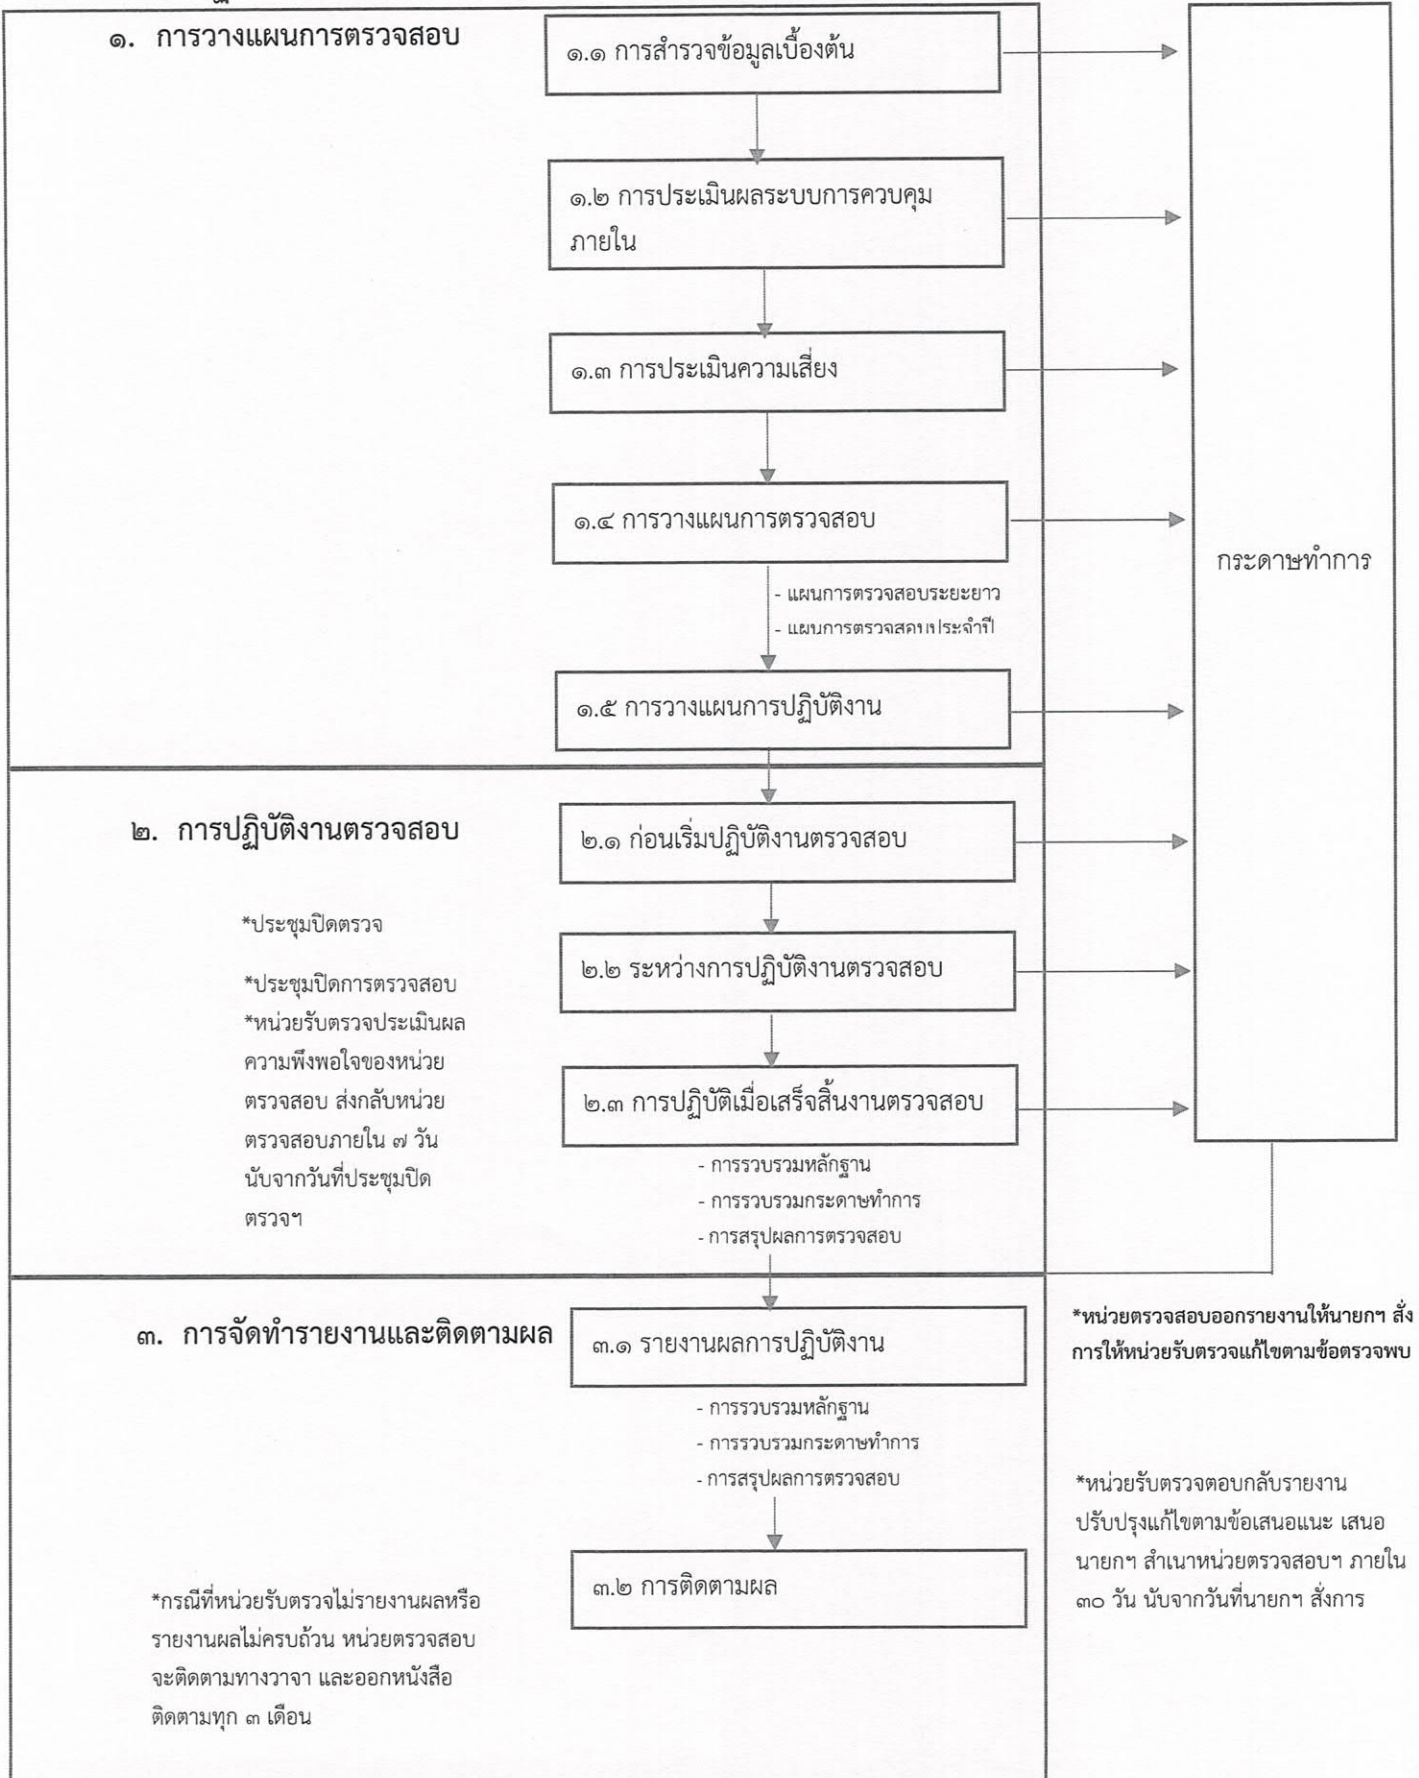 ๑. การวางแผนการตรวจสอบ
๑.๑ การสำรวจข้อมูลเบื้องต้น
๑.๒ การประเมินผลระบบการควบคุม
ภายใน
๑.๓ การประเมินความเสี่ยง
๑.๔ การวางแผนการตรวจสอบ
- แผนการตรวจสอบระยะยาว
- แผนการตรวจสอบประจำปี
๑.๕ การวางแผนการปฏิบัติงาน
กระดาษทำการ
๒. การปฏิบัติงานตรวจสอบ
*ประชุมปิดตรวจ
*ประชุมปิดการตรวจสอบ
*หน่วยรับตรวจประเมินผล
ความพึงพอใจของหน่วย
ตรวจสอบ ส่งกลับหน่วย
ตรวจสอบภายใน ๗ วัน
นับจากวันที่ประชุมปิด
ตรวจฯ
๒.๑ ก่อนเริ่มปฏิบัติงานตรวจสอบ
๒.๒ ระหว่างการปฏิบัติงานตรวจสอบ
๒.๓ การปฏิบัติเมื่อเสร็จสิ้นงานตรวจสอบ
- การรวบรวมหลักฐาน
- การรวบรวมกระดาษทำการ
- การสรุปผลการตรวจสอบ
๓. การจัดทำรายงานและติดตามผล
๓.๑ รายงานผลการปฏิบัติงาน
- การรวบรวมหลักฐาน
- การรวบรวมกระดาษทำการ
- การสรุปผลการตรวจสอบ
๓.๒ การติดตามผล
*กรณีที่หน่วยรับตรวจไม่รายงานผลหรือ
รายงานผลไม่ครบถ้วน หน่วยตรวจสอบ
จะติดตามทางวาจา และออกหนังสือ
ติดตามทุก ๓ เดือน
*หน่วยตรวจสอบออกรายงานให้นายกฯ สั่ง
การให้หน่วยรับตรวจแก้ไขตามข้อตรวจพบ
*หน่วยรับตรวจตอบกลับรายงาน
ปรับปรุงแก้ไขตามข้อเสนอแนะ เสนอ
นายกฯ สำเนาหน่วยตรวจสอบฯ ภายใน
๓๐ วัน นับจากวันที่นายกฯ สั่งการ